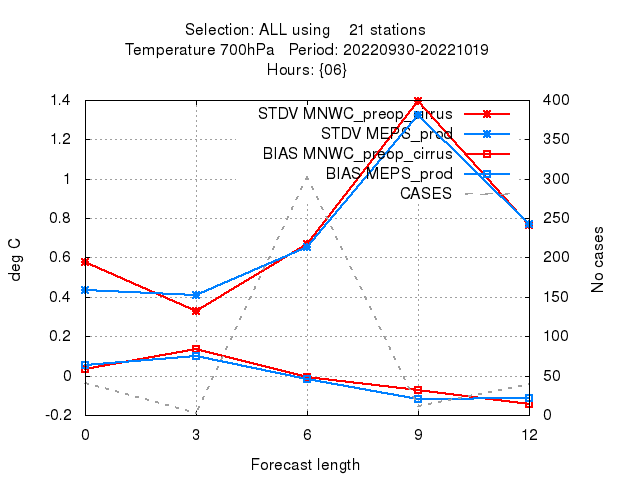 Selection: ALL using 21 stations
Temperature 700hPa Period: 20220930-20221019
Hours: {06}
1.4 400
STDV MNWC_preop_cirrus
1.2 350
STDV MEPS_prod
BIAS MNWC_preop_cirrus
1 300
BIAS MEPS_prod
CASES
0.8 250
0.6 200
deg C No cases
0.4 150
0.2 100
0 50
-0.2 0
0 3 6 9 12
Forecast length